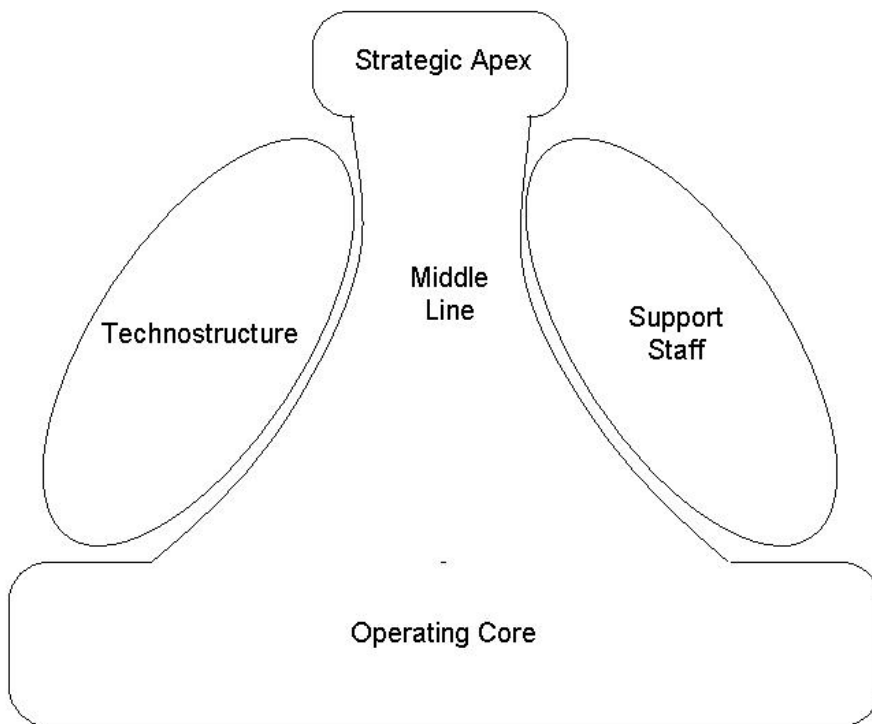 Strategic Apex
Middle
Line
Technostructure
Support
Staff
Operating Core